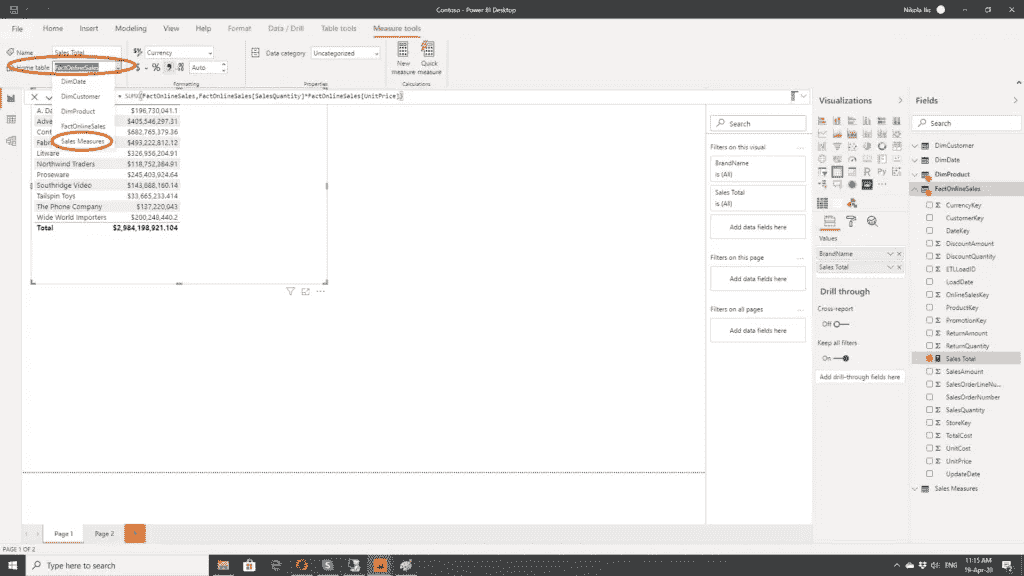 Contoso - Power BI Desktop
Nikola Ilic
File Home Insert Modeling View Help Format Data / Drill Table tools Measure tools
Name Sales Total
Home table FactOnlineSales
Currency
$ % Auto
Formatting
Data category Uncategorized
Properties
New measure
Quick measure
Calculations
DimDate
DimCustomer
DimProduct
FactOnlineSales
Sales Measures
= SUMX(FactOnlineSales,FactOnlineSales[SalesQuantity]*FactOnlineSales[UnitPrice])
A. Da $196,730,041.1
Adve $405,546,297.31
Cont $682,763,379.36
Fabri $493,222,812.12
Litware $326,956,204.91
Northwind Traders $118,752,364.91
Proseware $245,403,924.64
Southridge Video $143,688,160.14
Tailspin Toys $33,665,233.414
The Phone Company $137,220,043
Wide World Importers $200,248,440.2
Total $2,984,198,921.104
Search
Filters on this visual
BrandName
is (All)
Sales Total
is (All)
Add data fields here
Filters on this page
Add data fields here
Filters on all pages
Add data fields here
Visualizations
Values
BrandName
Sales Total
Drill through
Cross-report
Off
Keep all filters
On
Add drill-through fields here
Fields
Search
DimCustomer
DimDate
DimProduct
FactOnlineSales
CurrencyKey
CustomerKey
DateKey
DiscountAmount
DiscountQuantity
ETLLoadID
LoadDate
OnlineSalesKey
ProductKey
PromotionKey
ReturnAmount
ReturnQuantity
Sales Total
SalesAmount
SalesOrderLineNu...
SalesOrderNumber
SalesQuantity
StoreKey
TotalCost
UnitCost
UnitPrice
UpdateDate
Sales Measures
Page 1 Page 2
PAGE 1 OF 2
Type here to search
ENG
11:15 AM
19-Apr-20